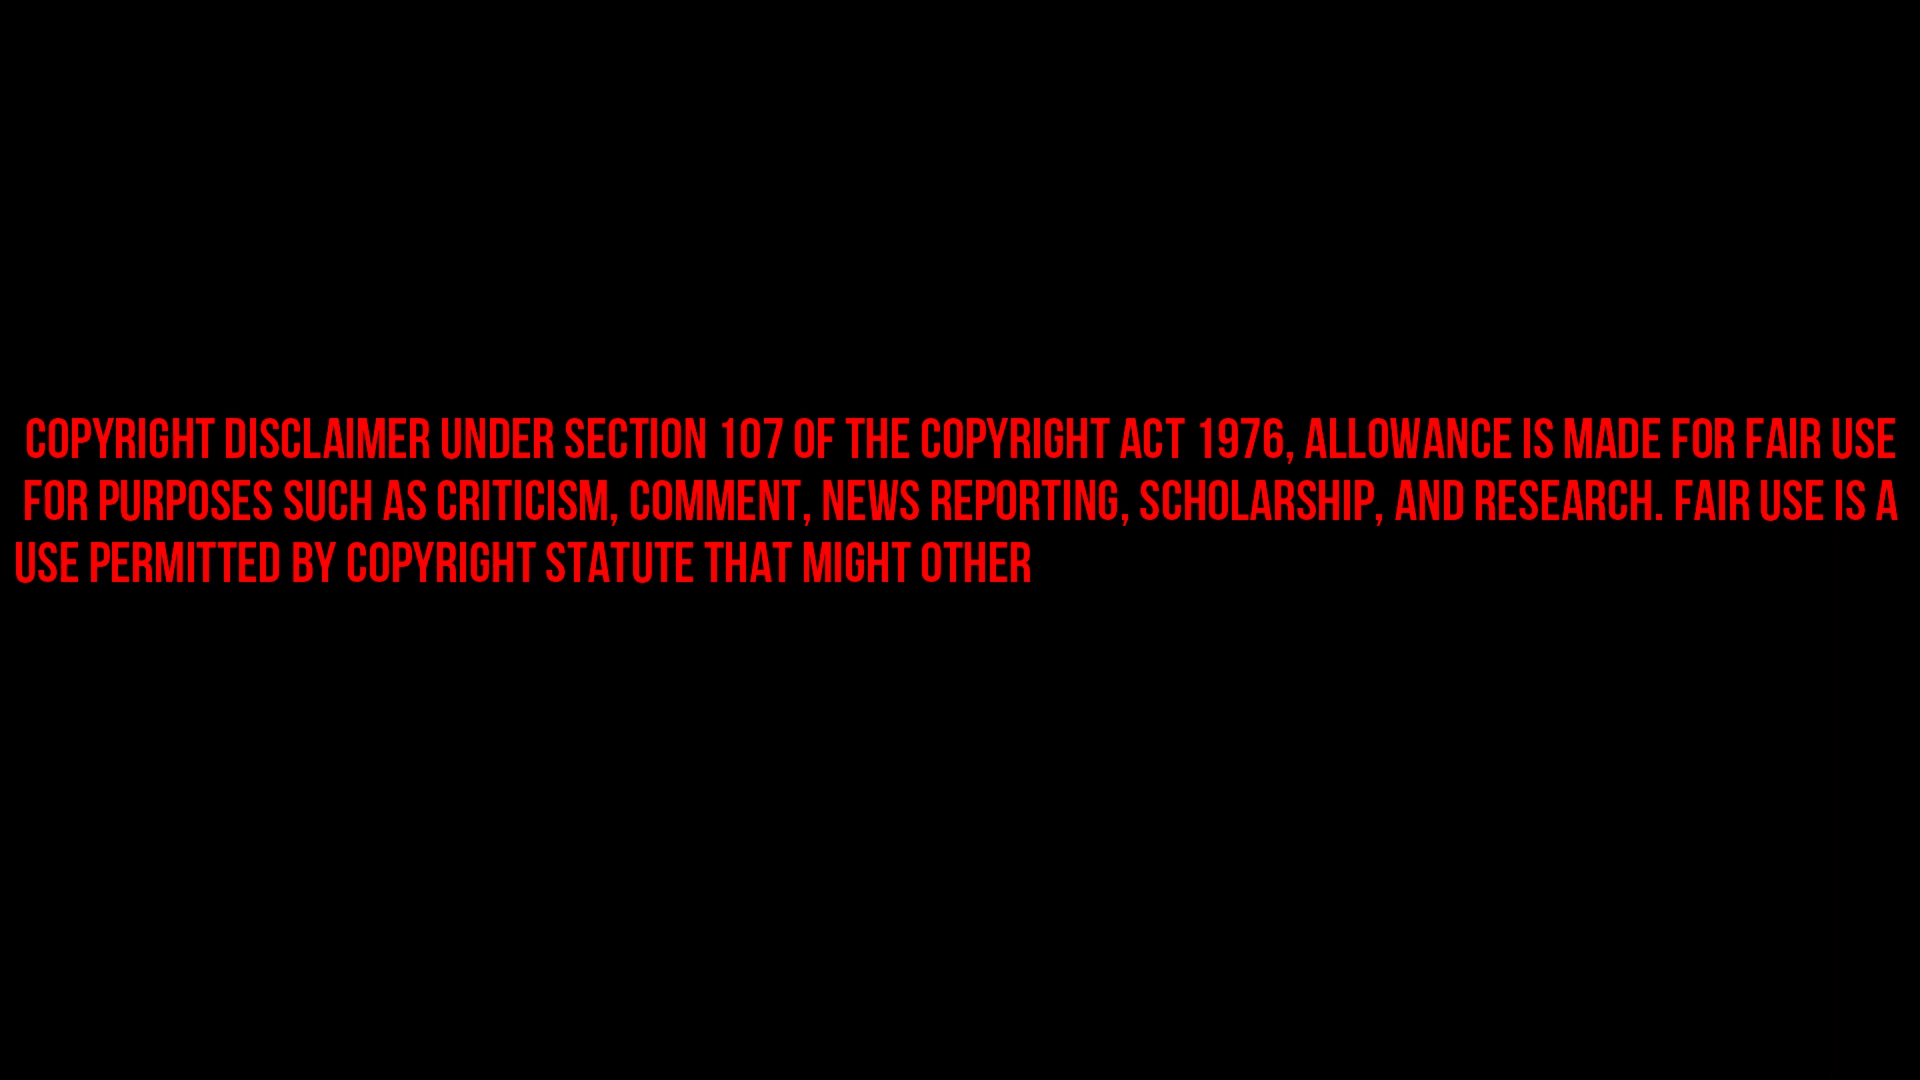 COPYRIGHT DISCLAIMER UNDER SECTION 107 OF THE COPYRIGHT ACT 1976, ALLOWANCE IS MADE FOR FAIR USE
FOR PURPOSES SUCH AS CRITICISM, COMMENT, NEWS REPORTING, SCHOLARSHIP, AND RESEARCH. FAIR USE IS A
USE PERMITTED BY COPYRIGHT STATUTE THAT MIGHT OTHER